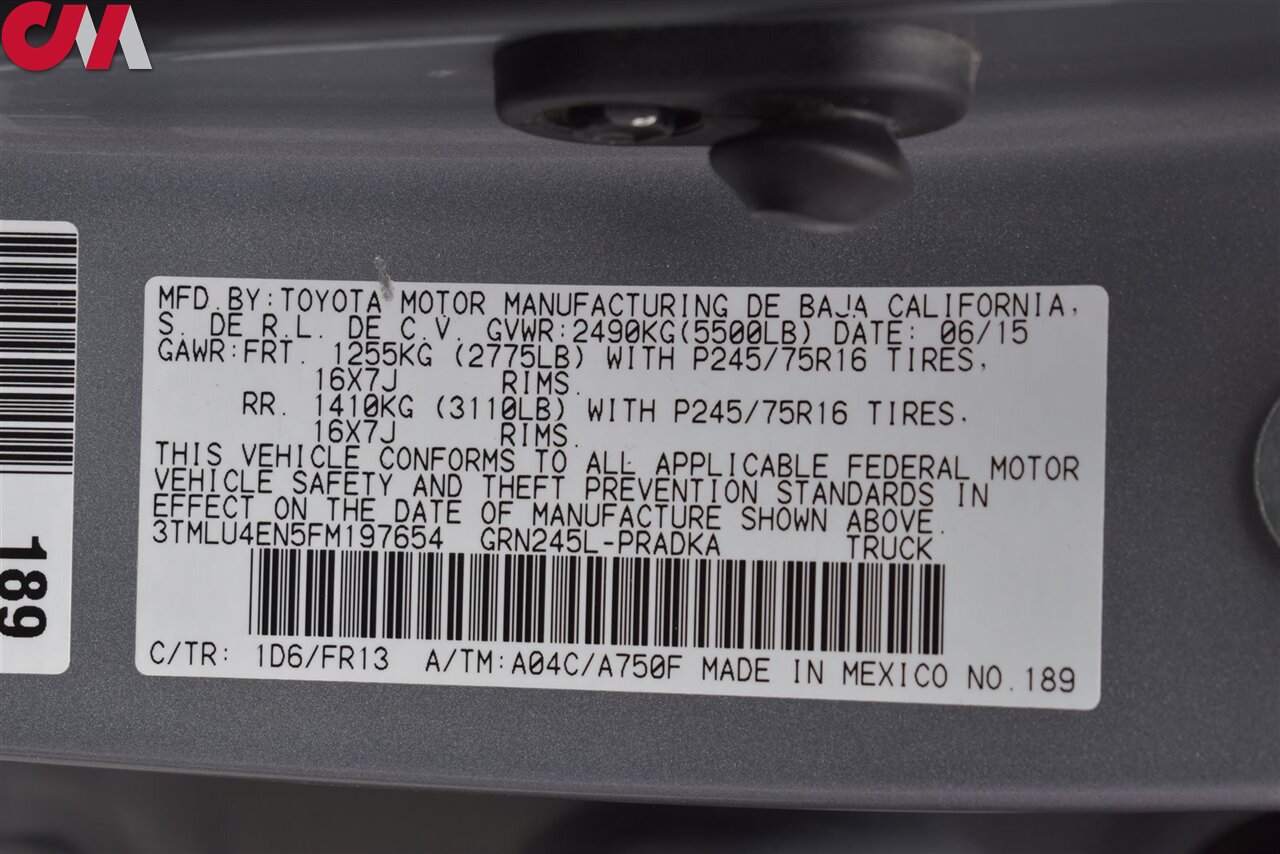 CM
MFD.BY:TOYOTA MOTOR MANUFACTURING DE BAJA CALIFORNIA,
S. DE R.L. DE C.V. GVWR:2490KG(5500LB) DATE: 06/15
GAWR:FRT. 1255KG (2775LB) WITH P245/75R16 TIRES,
16X7J RIMS.
RR. 1410KG (3110LB) WITH P245/75R16 TIRES.
16X7J RIMS.
THIS VEHICLE CONFORMS TO ALL APPLICABLE FEDERAL MOTOR
VEHICLE SAFETY AND THEFT PREVENTION STANDARDS IN
EFFECT ON THE DATE OF MANUFACTURE SHOWN ABOVE.
3TMLU4EN5FM197654 GRN245L-PRADKA TRUCK
C/TR: 1D6/FR13 A/TM:A04C/A750F MADE IN MEXICO NO.189
189